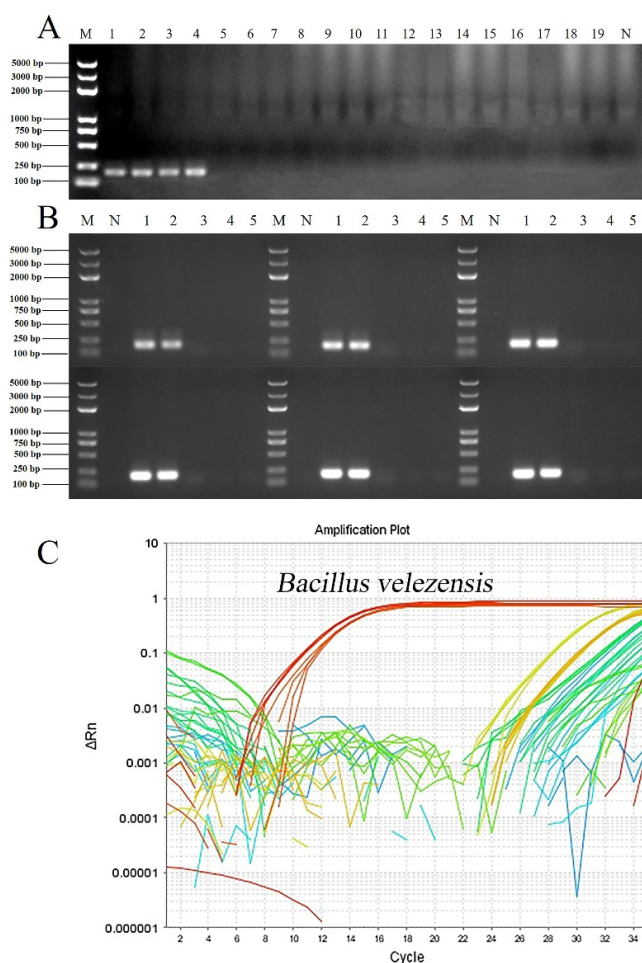 A
M 1 2 3 4 5 6 7 8 9 10 11 12 13 14 15 16 17 18 19 N
5000 bp
3000 bp
2000 bp
1000 bp
750 bp
500 bp
250 bp
100 bp
B
M N 1 2 3 4 5 M N 1 2 3 4 5 M N 1 2 3 4 5
5000 bp
3000 bp
2000 bp
1000 bp
750 bp
500 bp
250 bp
100 bp
5000 bp
3000 bp
2000 bp
1000 bp
750 bp
500 bp
250 bp
100 bp
C
Amplification Plot
Bacillus velezensis
10
1
0.1
0.01
0.001
0.0001
0.00001
0.000001
ΔRn
2 4 6 8 10 12 14 16 18 20 22 24 26 28 30 32 34
Cycle